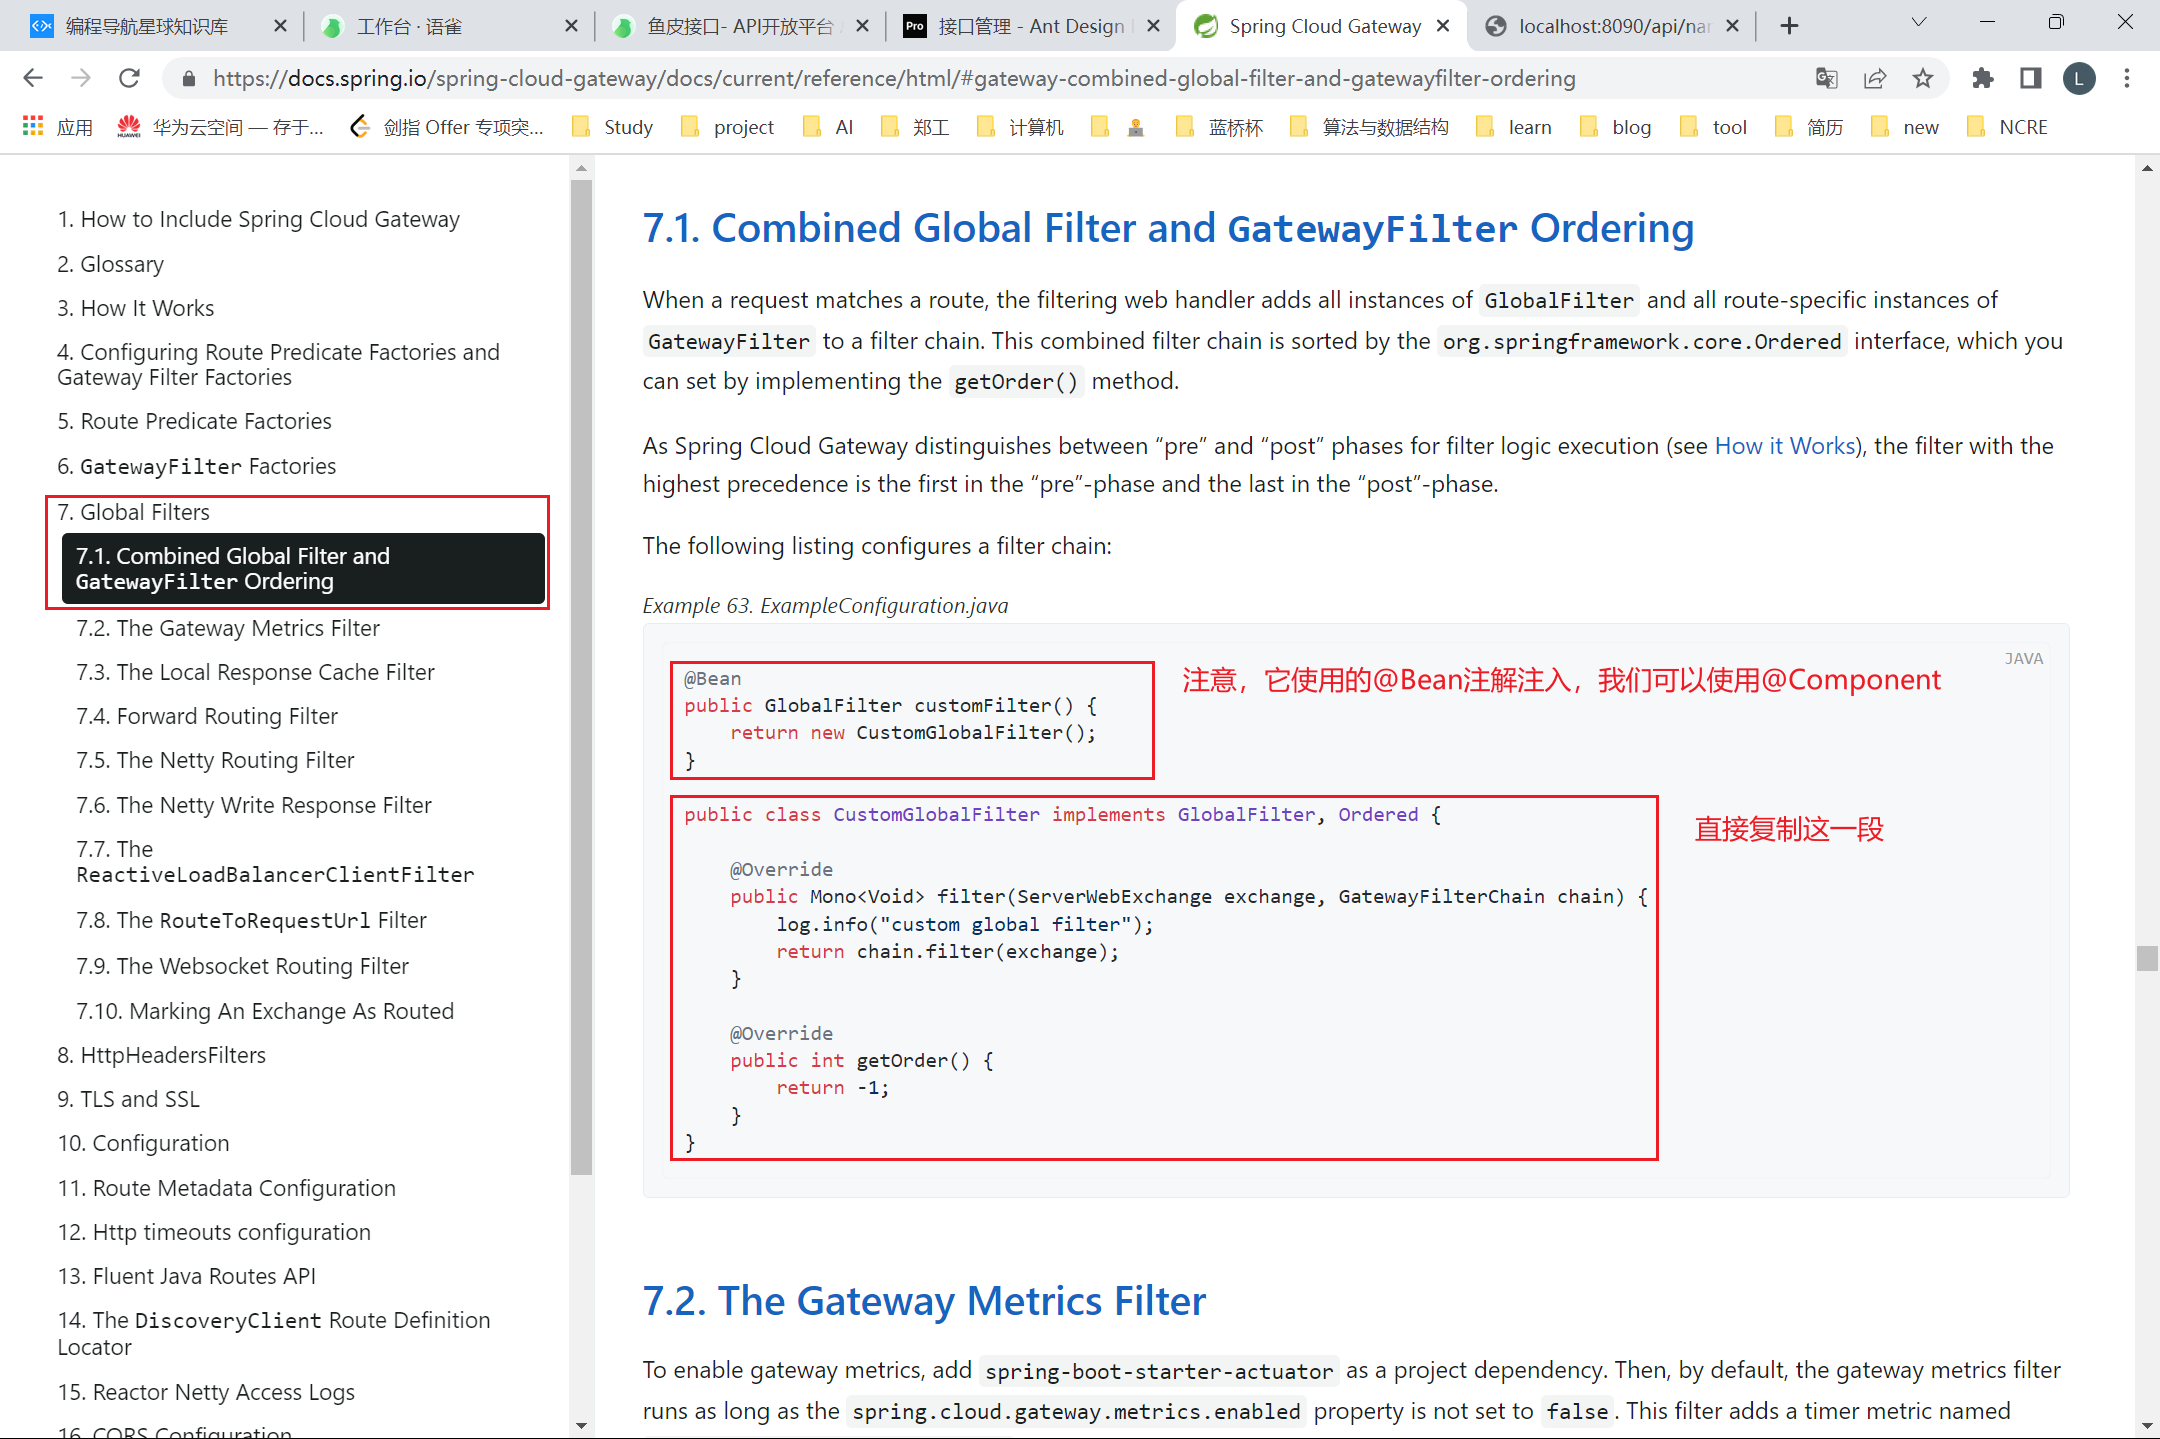 编程导航星球知识库
工作台 · 语雀
鱼皮接口- API开放平台
接口管理 - Ant Design
Spring Cloud Gateway
localhost:8090/api/nar
https://docs.spring.io/spring-cloud-gateway/docs/current/reference/html/#gateway-combined-global-filter-and-gatewayfilter-ordering
L
应用
华为云空间 — 存于...
剑指 Offer 专项突...
Study
project
AI
郑工
计算机
蓝桥杯
算法与数据结构
learn
blog
tool
简历
new
NCRE
1. How to Include Spring Cloud Gateway
2. Glossary
3. How It Works
4. Configuring Route Predicate Factories and
Gateway Filter Factories
5. Route Predicate Factories
6. GatewayFilter Factories
7. Global Filters
7.1. Combined Global Filter and
GatewayFilter Ordering
7.2. The Gateway Metrics Filter
7.3. The Local Response Cache Filter
7.4. Forward Routing Filter
7.5. The Netty Routing Filter
7.6. The Netty Write Response Filter
7.7. The
ReactiveLoadBalancerClientFilter
7.8. The RouteToRequestUrl Filter
7.9. The Websocket Routing Filter
7.10. Marking An Exchange As Routed
8. HttpHeadersFilters
9. TLS and SSL
10. Configuration
11. Route Metadata Configuration
12. Http timeouts configuration
13. Fluent Java Routes API
14. The DiscoveryClient Route Definition
Locator
15. Reactor Netty Access Logs
16. CORS Configuration
7.1. Combined Global Filter and GatewayFilter Ordering
When a request matches a route, the filtering web handler adds all instances of GlobalFilter and all route-specific instances of
GatewayFilter to a filter chain. This combined filter chain is sorted by the org.springframework.core.Ordered interface, which you
can set by implementing the getOrder() method.
As Spring Cloud Gateway distinguishes between “pre” and “post” phases for filter logic execution (see How it Works), the filter with the
highest precedence is the first in the “pre”-phase and the last in the “post”-phase.
The following listing configures a filter chain:
Example 63. ExampleConfiguration.java
JAVA
@Bean
注意，它使用的@Bean注解注入，我们可以使用@Component
public GlobalFilter customFilter() {
return new CustomGlobalFilter();
}
public class CustomGlobalFilter implements GlobalFilter, Ordered {
直接复制这一段
@Override
public Mono<Void> filter(ServerWebExchange exchange, GatewayFilterChain chain) {
log.info("custom global filter");
return chain.filter(exchange);
}
@Override
public int getOrder() {
return -1;
}
}
7.2. The Gateway Metrics Filter
To enable gateway metrics, add spring-boot-starter-actuator as a project dependency. Then, by default, the gateway metrics filter
runs as long as the spring.cloud.gateway.metrics.enabled property is not set to false. This filter adds a timer metric named